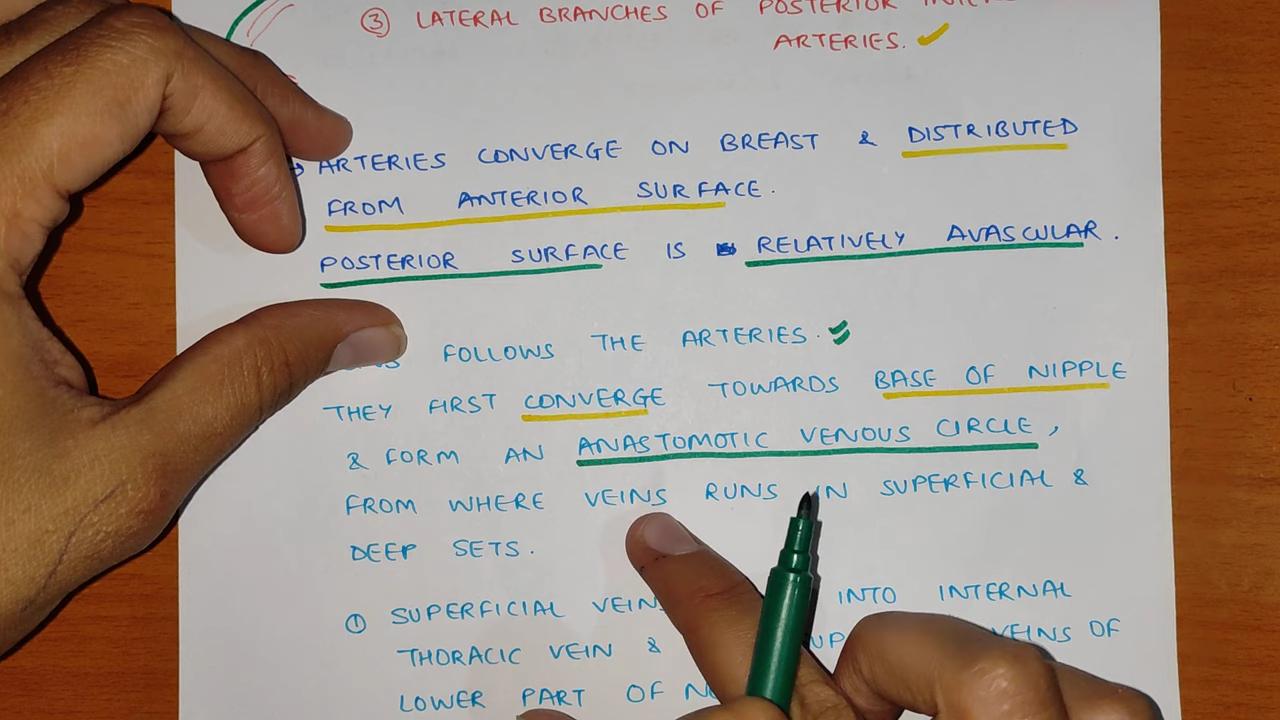 ③ LATERAL BRANCHES OF POSTERIOR
ARTERIES.
→ ARTERIES CONVERGE ON BREAST & DISTRIBUTED
FROM ANTERIOR SURFACE.
POSTERIOR SURFACE IS RELATIVELY AVASCULAR.
FOLLOWS THE ARTERIES.
THEY FIRST CONVERGE TOWARDS BASE OF NIPPLE
& FORM AN ANASTOMOTIC VENOUS CIRCLE,
FROM WHERE VEINS RUNS IN SUPERFICIAL &
DEEP SETS.
① SUPERFICIAL INTO INTERNAL
THORACIC VEIN & VEINS OF
LOWER PART OF